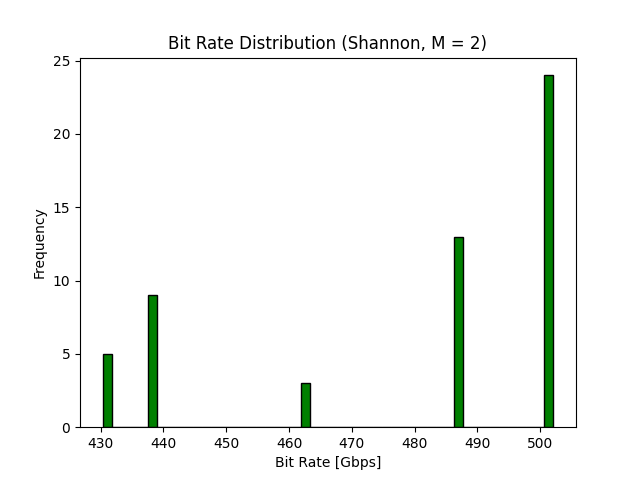 Bit Rate Distribution (Shannon, M = 2)
25
20
15
10
5
0
Frequency
430 440 450 460 470 480 490 500
Bit Rate [Gbps]